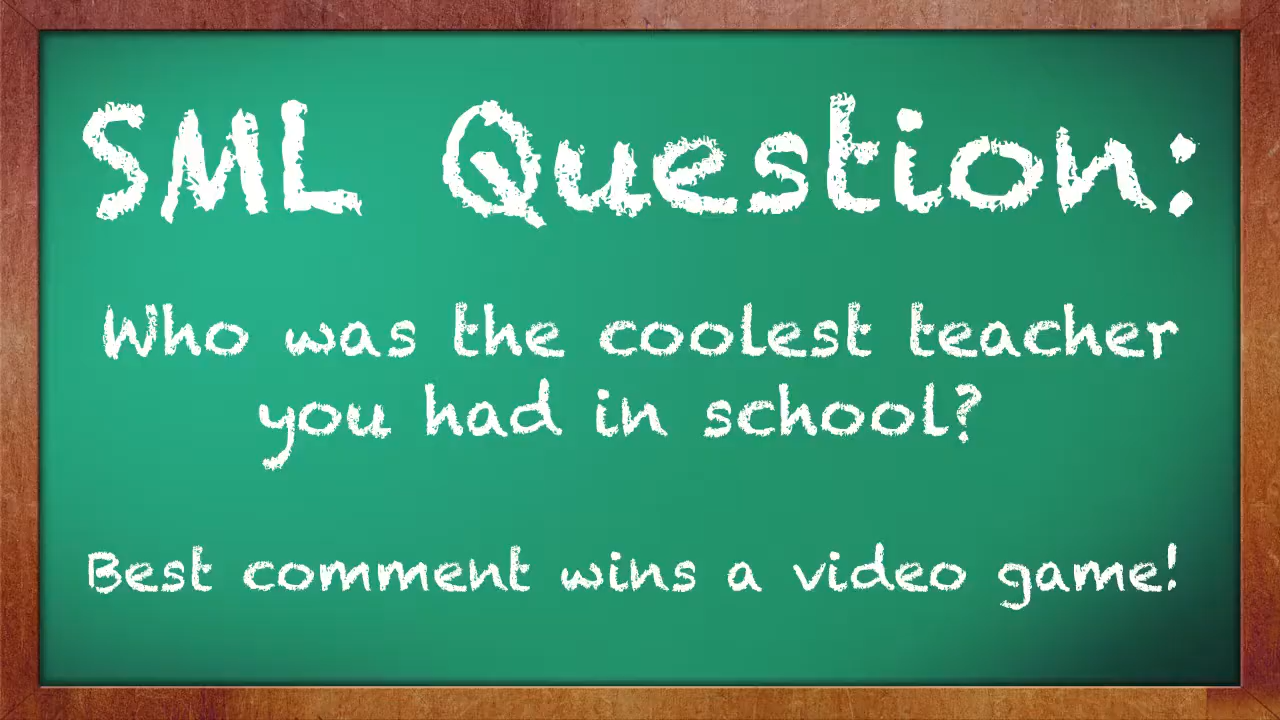 SML Question:
Who was the coolest teacher
you had in school?
Best comment wins a video game!